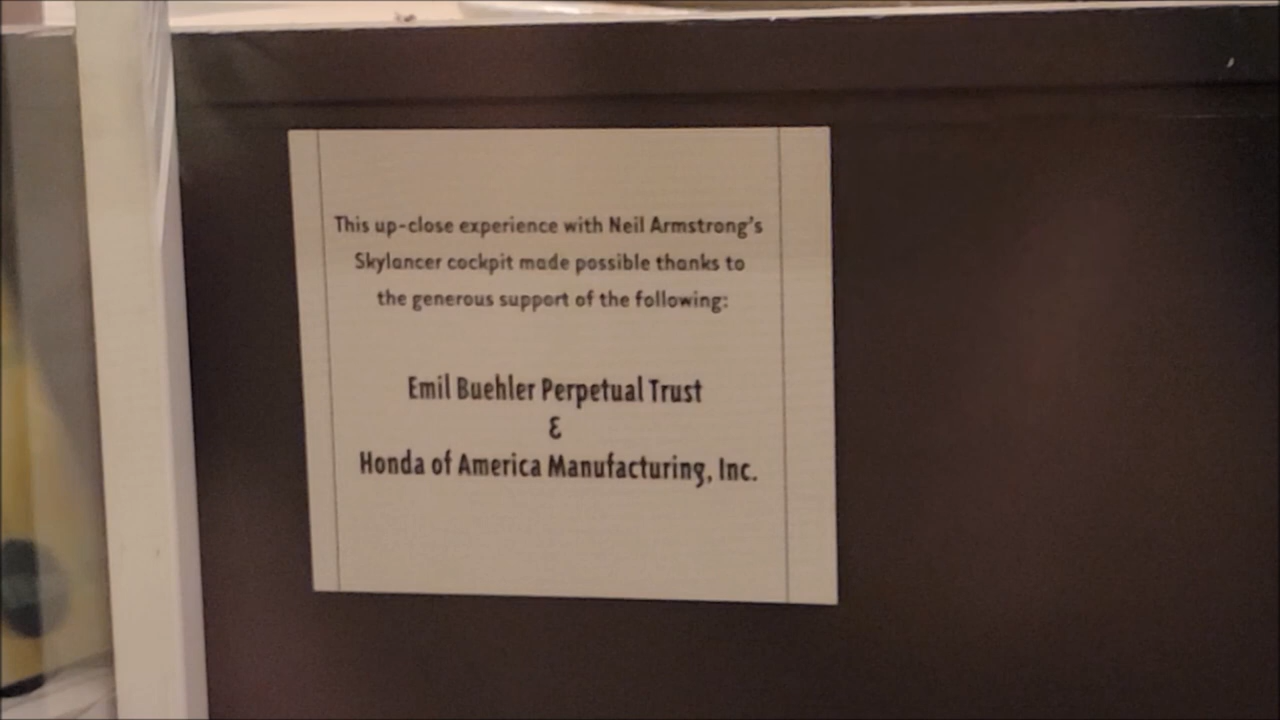 This up-close experience with Neil Armstrong's
Skylancer cockpit made possible thanks to
the generous support of the following:
Emil Buehler Perpetual Trust
&
Honda of America Manufacturing, Inc.